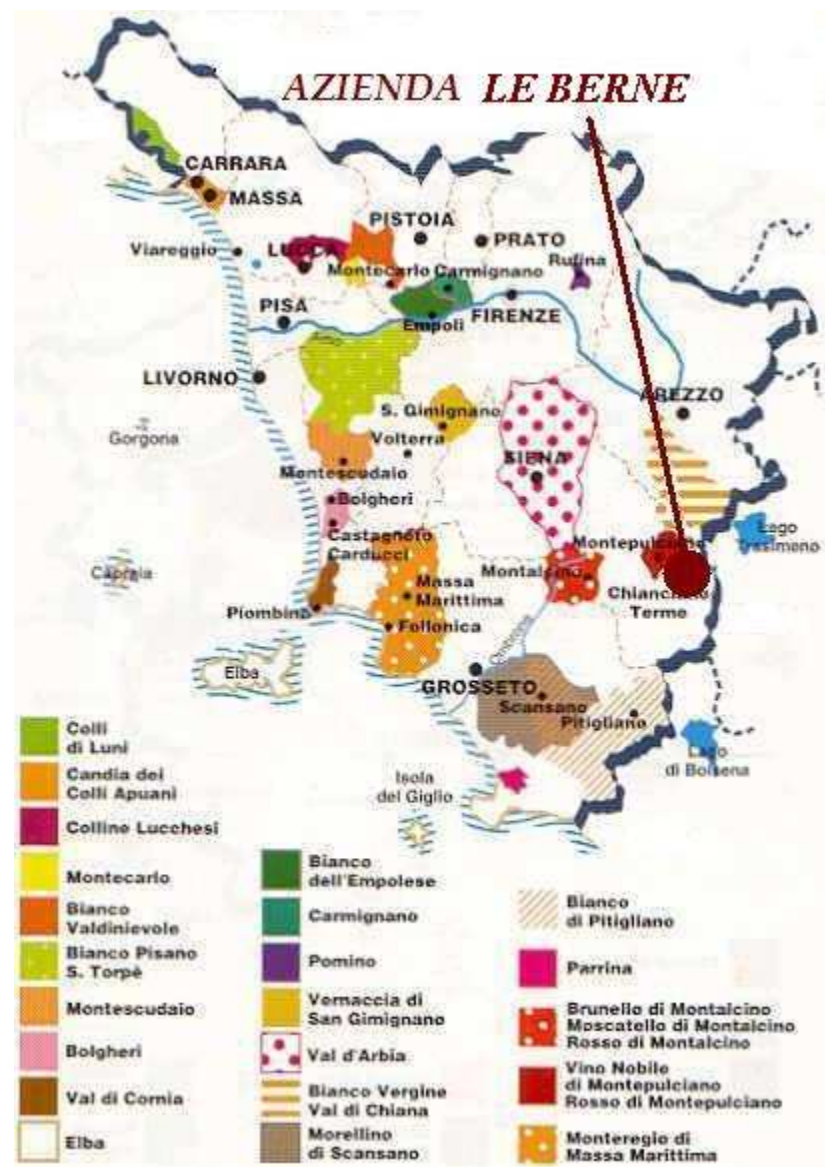 AZIENDA LE BERNE
CARRARA
MASSA
PISTOIA
PRATO
Viareggio
LUCCA
Rufina
Montecarlo
Carmignano
PISA
Empoli
FIRENZE
Arno
LIVORNO
AREZZO
S. Gimignano
Gorgona
Volterra
SIENA
Montescudaio
Bolgheri
Lago
Trasimeno
Castagneto
Carducci
Montepulciano
Capraia
Massa
Marittima
Montalcino
Chianciano
Terme
Piombino
Follonica
Ombrone
Elba
GROSSETO
Scansano
Pitigliano
Lago
di Bolsena
Isola
del Giglio
Colli
di Luni
Candia dei
Colli Apuani
Colline Lucchesi
Montecarlo
Bianco
Valdinievole
Bianco Pisano
S. Torpè
Montescudaio
Bolgheri
Val di Cornia
Elba
Bianco
dell'Empolese
Carmignano
Pomino
Vernaccia di
San Gimignano
Val d'Arbia
Bianco Vergine
Val di Chiana
Morellino
di Scansano
Bianco
di Pitigliano
Parrina
Brunello di Montalcino
Moscatello di Montalcino
Rosso di Montalcino
Vino Nobile
di Montepulciano
Rosso di Montepulciano
Monteregio di
Massa Marittima